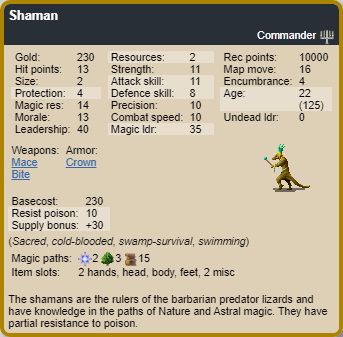 Shaman
Commander
Gold: 230 Resources: 2 Rec points: 10000
Hit points: 13 Strength: 11 Map move: 16
Size: 2 Attack skill: 11 Encumbrance: 4
Protection: 4 Defence skill: 8 Age: 22
Magic res: 14 Precision: 10 (125)
Morale: 13 Combat speed: 10 Undead ldr: 0
Leadership: 40 Magic ldr: 35
Weapons: Armor:
Mace Crown
Bite
Basecost: 230
Resist poison: 10
Supply bonus: +30
(Sacred, cold-blooded, swamp-survival, swimming)
Magic paths: 2 3 15
Item slots: 2 hands, head, body, feet, 2 misc
The shamans are the rulers of the barbarian predator lizards and
have knowledge in the paths of Nature and Astral magic. They have
partial resistance to poison.